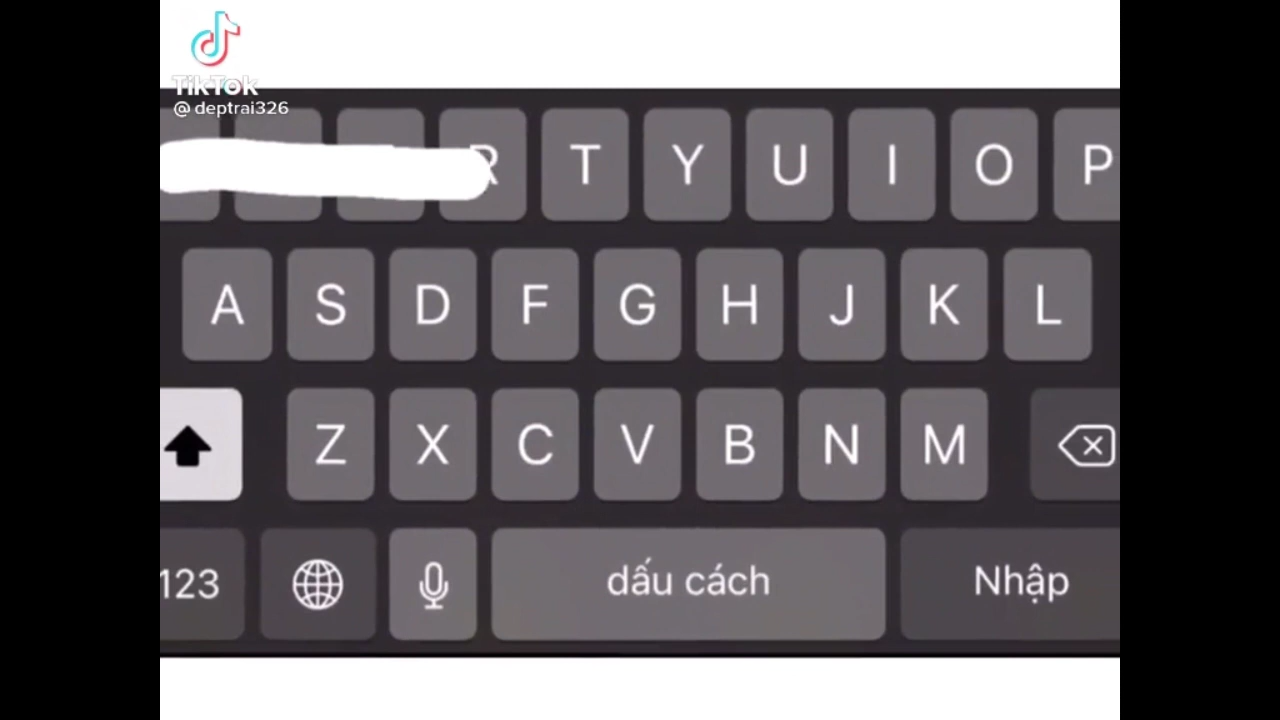 TikTok
@ deptrai326
R T Y U I O P
A S D F G H J K L
Z X C V B N M
123 dấu cách Nhập